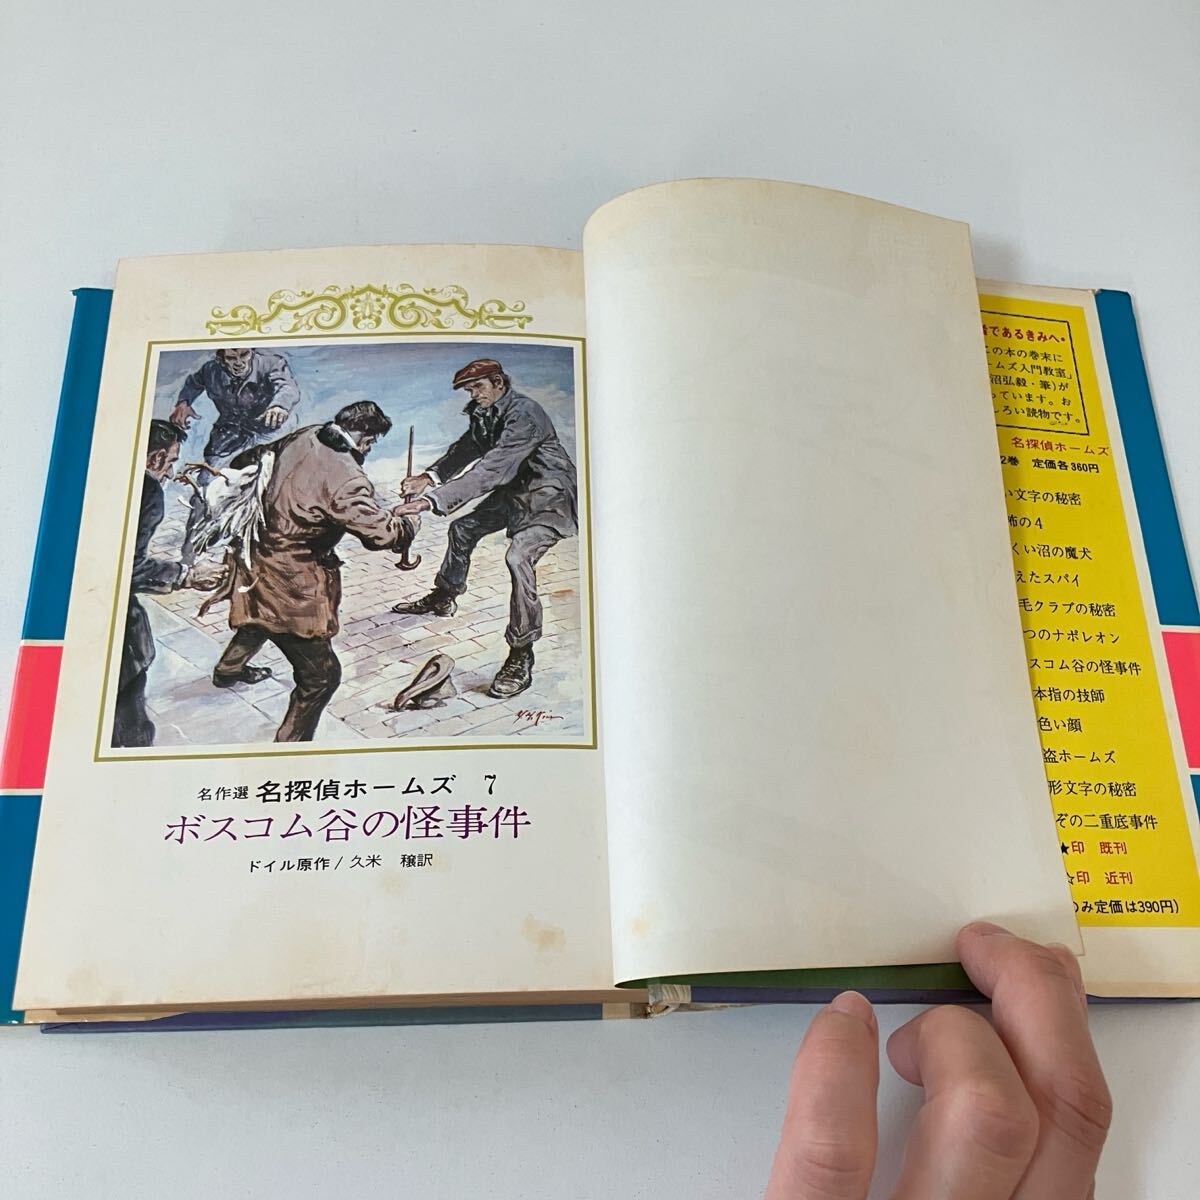 名作選 名探偵ホームズ 7
ボスコム谷の怪事件
ドイル原作/久米 穣訳
であるきみへ・
この本の巻末に
ームズ入門教室」
沼弘毅・筆)が
っています。お
しろい読物です。
名探偵ホームズ
2巻 定価各360円
い文字の秘密
怖の4
くい沼の魔犬
えたスパイ
毛クラブの秘密
つのナポレオン
スコム谷の怪事件
本指の技師
色い顔
盗ホームズ
形文字の秘密
ぞの二重底事件
★印 既刊
☆印 近刊
のみ定価は390円)